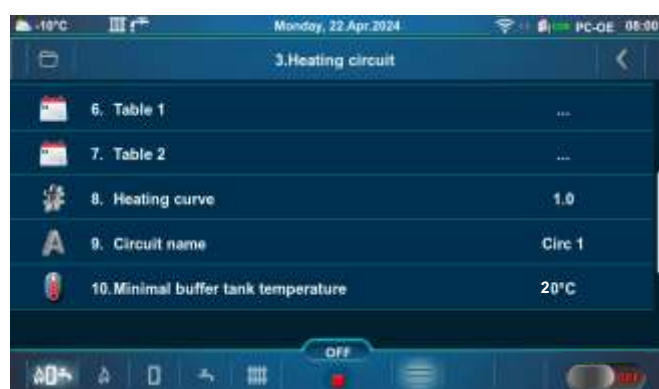 -10°C Monday, 22.Apr.2024 PC-OE 08:00
3.Heating circuit
6. Table 1 ...
7. Table 2 ...
8. Heating curve 1.0
9. Circuit name Circ 1
10. Minimal buffer tank temperature 20°C
OFF
OFF